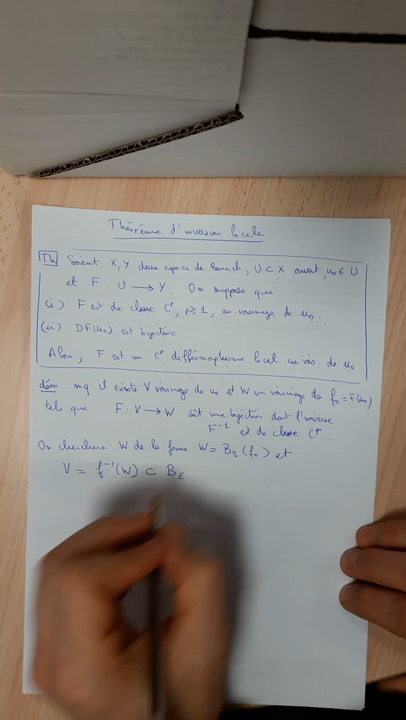 Théorème d'inversion locale
Th Soient X, Y deux espaces de Banach, U ⊂ X ouvert, u₀ ∈ U
et F : U → Y. On suppose que
(i) F est de classe Cᵖ, p ≥ 1, au voisinage de u₀.
(ii) DF(u₀) est bijective.
Alors, F est un Cᵖ difféomorphisme local au vois. de u₀
dém : mq il existe V voisinage de u₀ et W un voisinage de f₀ = F(u₀)
tels que F : V → W soit une bijection dont l'inverse
F⁻¹ est de classe Cᵖ.
On cherchera W de la forme W = B_η(f₀) et
V = f⁻¹(W) ⊂ B_ε